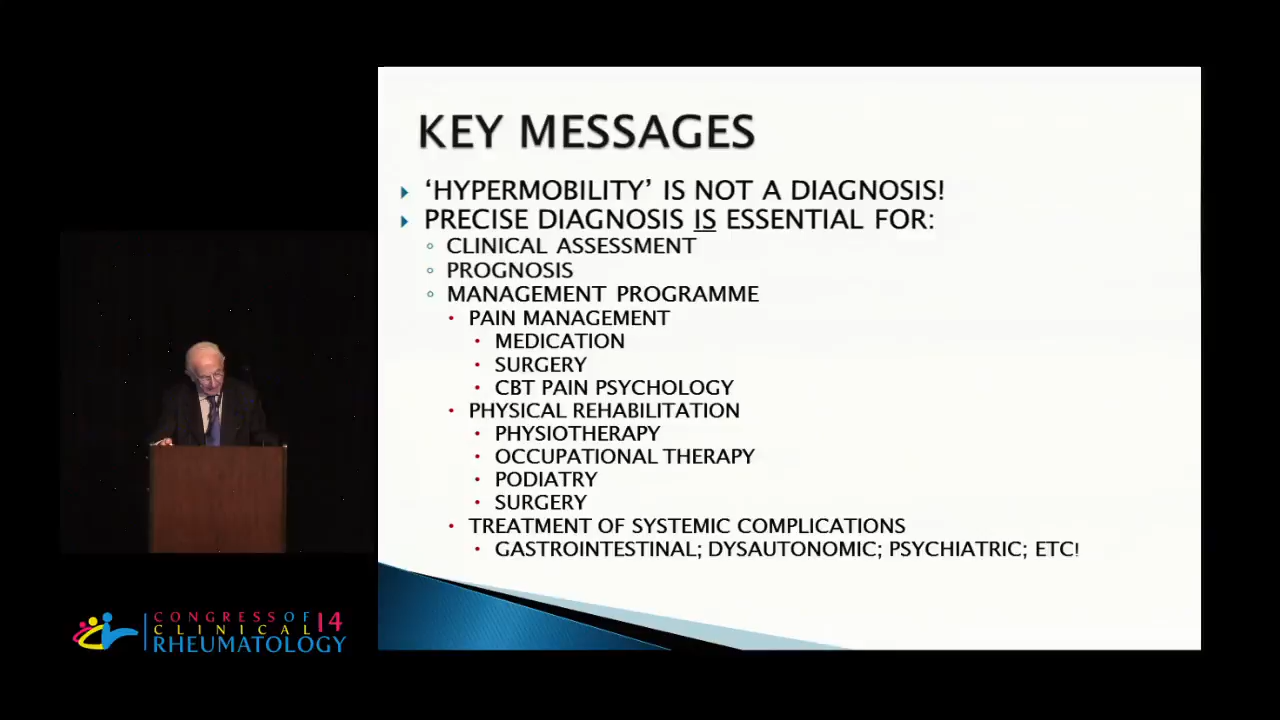 KEY MESSAGES
‘HYPERMOBILITY’ IS NOT A DIAGNOSIS!
PRECISE DIAGNOSIS IS ESSENTIAL FOR:
CLINICAL ASSESSMENT
PROGNOSIS
MANAGEMENT PROGRAMME
PAIN MANAGEMENT
MEDICATION
SURGERY
CBT PAIN PSYCHOLOGY
PHYSICAL REHABILITATION
PHYSIOTHERAPY
OCCUPATIONAL THERAPY
PODIATRY
SURGERY
TREATMENT OF SYSTEMIC COMPLICATIONS
GASTROINTESTINAL; DYSAUTONOMIC; PSYCHIATRIC; ETC!
CONGRESS OF 14
CLINICAL
RHEUMATOLOGY